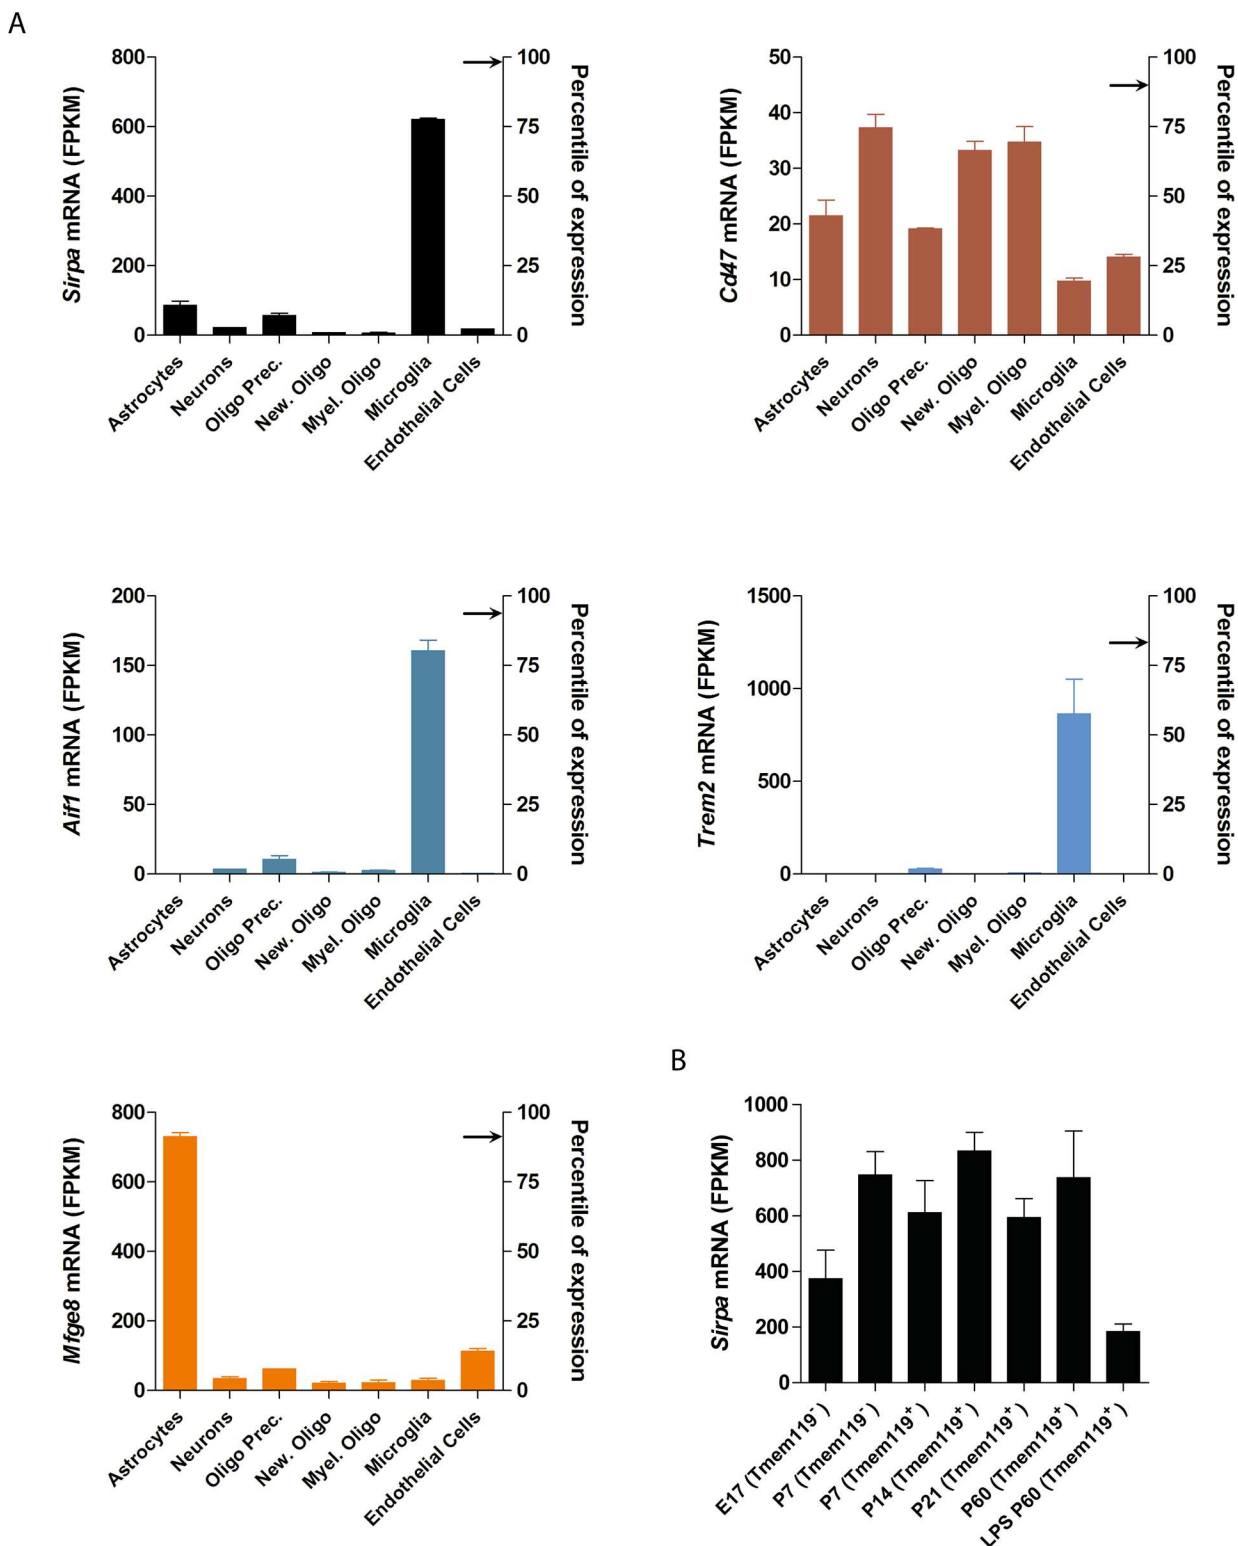 A
Sirpa mRNA (FPKM)
800
600
400
200
0
100
75
50
25
0
Percentile of expression
Astrocytes
Neurons
Oligo Prec.
New. Oligo
Myel. Oligo
Microglia
Endothelial Cells
Cd47 mRNA (FPKM)
50
40
30
20
10
0
100
75
50
25
0
Percentile of expression
Astrocytes
Neurons
Oligo Prec.
New. Oligo
Myel. Oligo
Microglia
Endothelial Cells
Aif1 mRNA (FPKM)
200
150
100
50
0
100
75
50
25
0
Percentile of expression
Astrocytes
Neurons
Oligo Prec.
New. Oligo
Myel. Oligo
Microglia
Endothelial Cells
Trem2 mRNA (FPKM)
1500
1000
500
0
100
75
50
25
0
Percentile of expression
Astrocytes
Neurons
Oligo Prec.
New. Oligo
Myel. Oligo
Microglia
Endothelial Cells
Mfge8 mRNA (FPKM)
800
600
400
200
0
100
75
50
25
0
Percentile of expression
Astrocytes
Neurons
Oligo Prec.
New. Oligo
Myel. Oligo
Microglia
Endothelial Cells
B
Sirpa mRNA (FPKM)
1000
800
600
400
200
0
E17 (Tmem119⁻)
P7 (Tmem119⁻)
P7 (Tmem119⁺)
P14 (Tmem119⁺)
P21 (Tmem119⁺)
P60 (Tmem119⁺)
LPS P60 (Tmem119⁺)